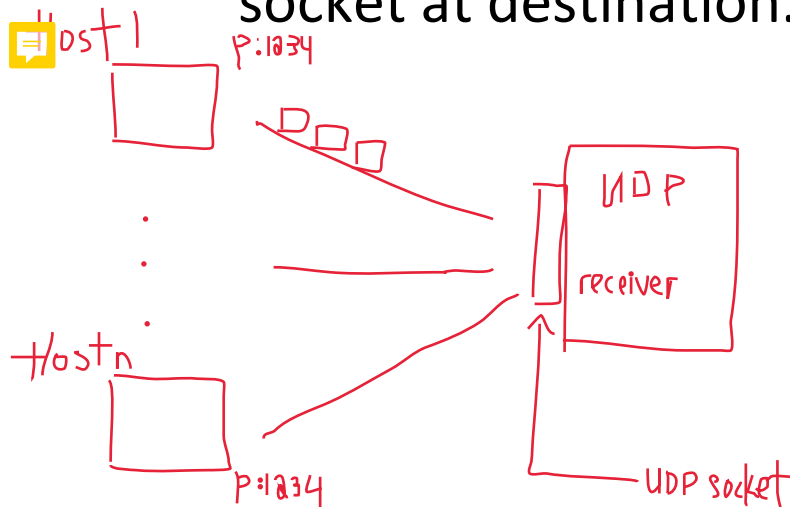 socket at destination.
Host1
p:1234
UDP
receiver
Hostn
p:1234
UDP socket